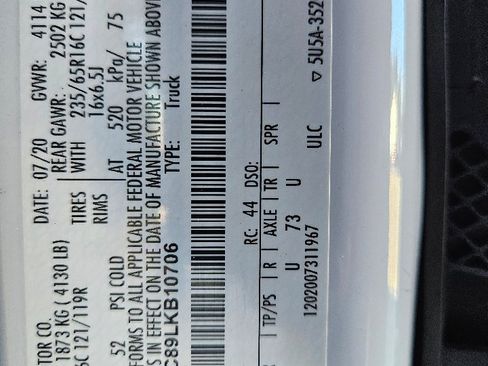 TOR CO. DATE: 07/20 GVWR: 4114
1873 KG ( 4130 LB) REAR GAWR: 2502 KG
C 121/119R TIRES WITH 235/65R16C 121/
RIMS 16x6.5J
52 PSI COLD AT 520 kPa/ 75
FORMS TO ALL APPLICABLE FEDERAL MOTOR VEHICLE
S IN EFFECT ON THE DATE OF MANUFACTURE SHOWN ABOVE
C89LKB10706 TYPE: Truck
RC: 44 DSO:
TP/PS R AXLE TR SPR
U 73 U
1202007311967 ULC ▽ 5U5A-352